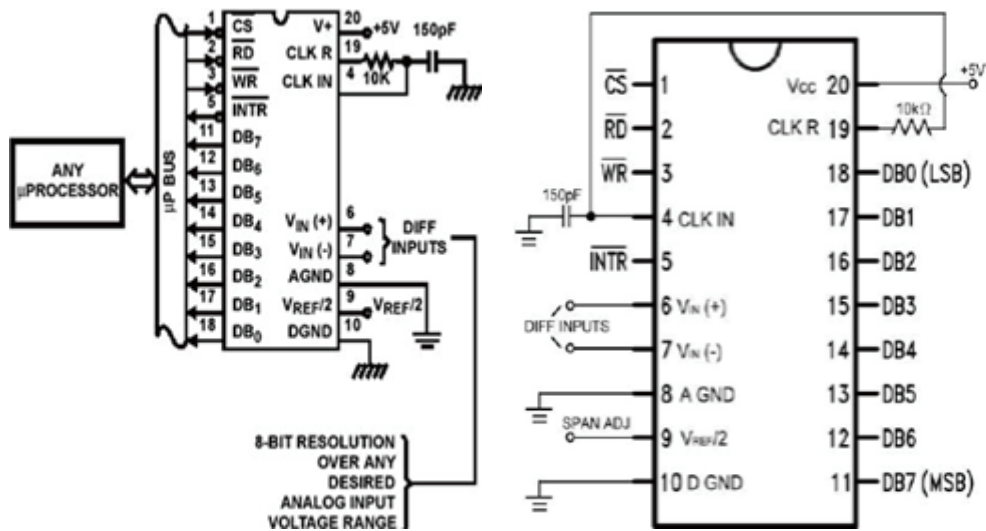 1 CS V+ 20 +5V 150pF
2 RD CLK R 19 10K
3 WR CLK IN 4
5 INTR
11 DB7
12 DB6
13 DB5
14 DB4 VIN (+) 6
15 DB3 VIN (-) 7
DIFF
INPUTS
16 DB2 AGND 8
17 DB1 VREF/2 9 VREF/2
18 DB0 DGND 10
ANY
μPROCESSOR
μP BUS
8-BIT RESOLUTION
OVER ANY
DESIRED
ANALOG INPUT
VOLTAGE RANGE
CS 1 Vcc 20 +5V
RD 2 CLK R 19 10kΩ
WR 3 18 DB0 (LSB)
150pF 4 CLK IN 17 DB1
INTR 5 16 DB2
6 VIN (+) 15 DB3
DIFF INPUTS
7 VIN (-) 14 DB4
8 A GND 13 DB5
SPAN ADJ 9 VREF/2 12 DB6
10 D GND 11 DB7 (MSB)